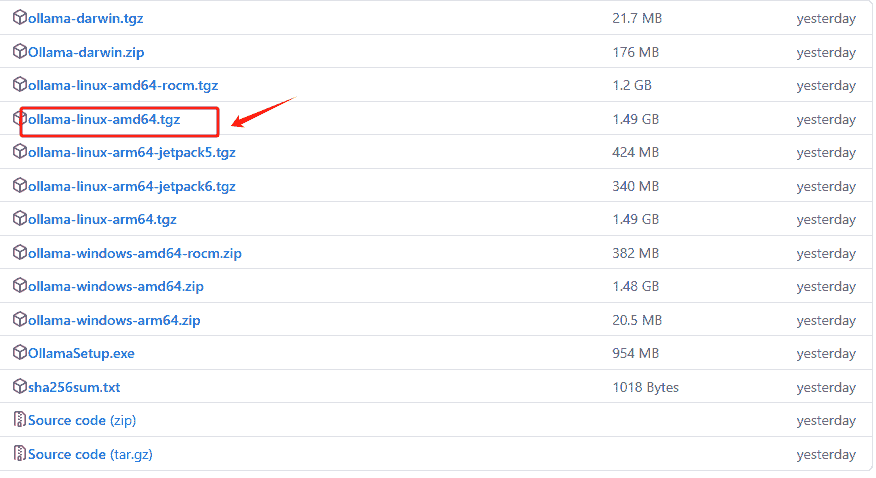 ollama-darwin.tgz 21.7 MB yesterday
Ollama-darwin.zip 176 MB yesterday
ollama-linux-amd64-rocm.tgz 1.2 GB yesterday
ollama-linux-amd64.tgz 1.49 GB yesterday
ollama-linux-arm64-jetpack5.tgz 424 MB yesterday
ollama-linux-arm64-jetpack6.tgz 340 MB yesterday
ollama-linux-arm64.tgz 1.49 GB yesterday
ollama-windows-amd64-rocm.zip 382 MB yesterday
ollama-windows-amd64.zip 1.48 GB yesterday
ollama-windows-arm64.zip 20.5 MB yesterday
OllamaSetup.exe 954 MB yesterday
sha256sum.txt 1018 Bytes yesterday
Source code (zip) yesterday
Source code (tar.gz) yesterday